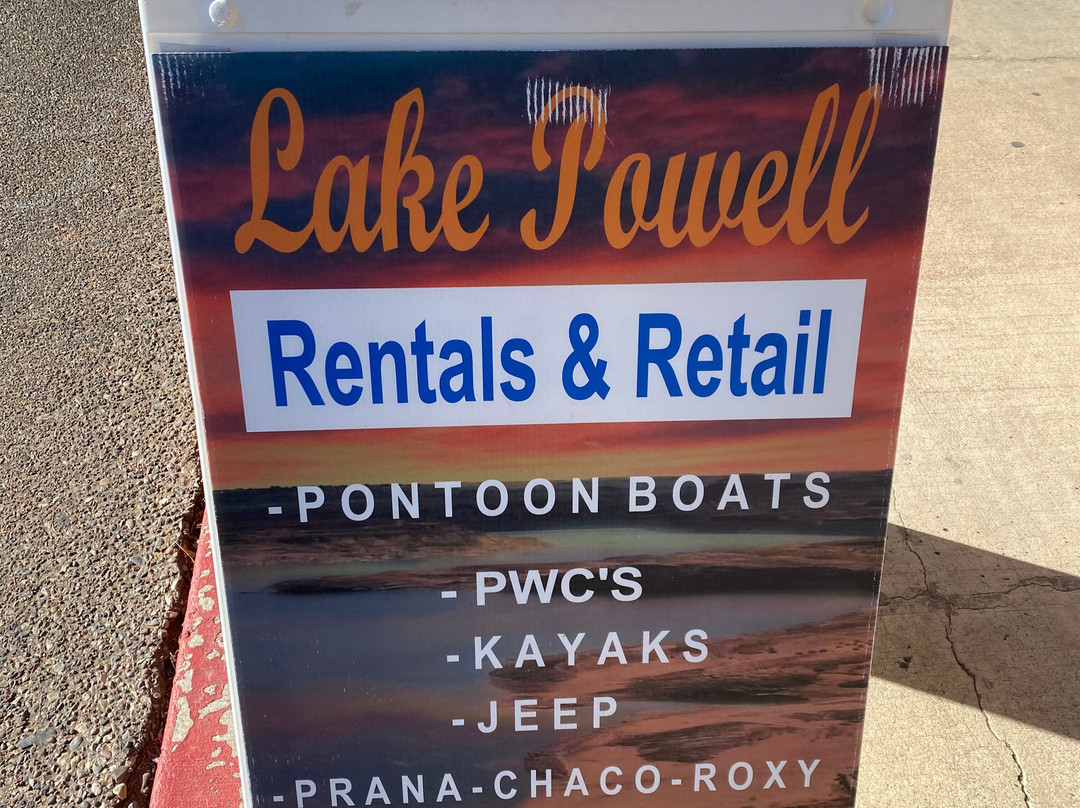 Lake Powell
Rentals & Retail
-PONTOON BOATS
- PWC'S
-KAYAKS
-JEEP
-PRANA-CHACO-ROXY